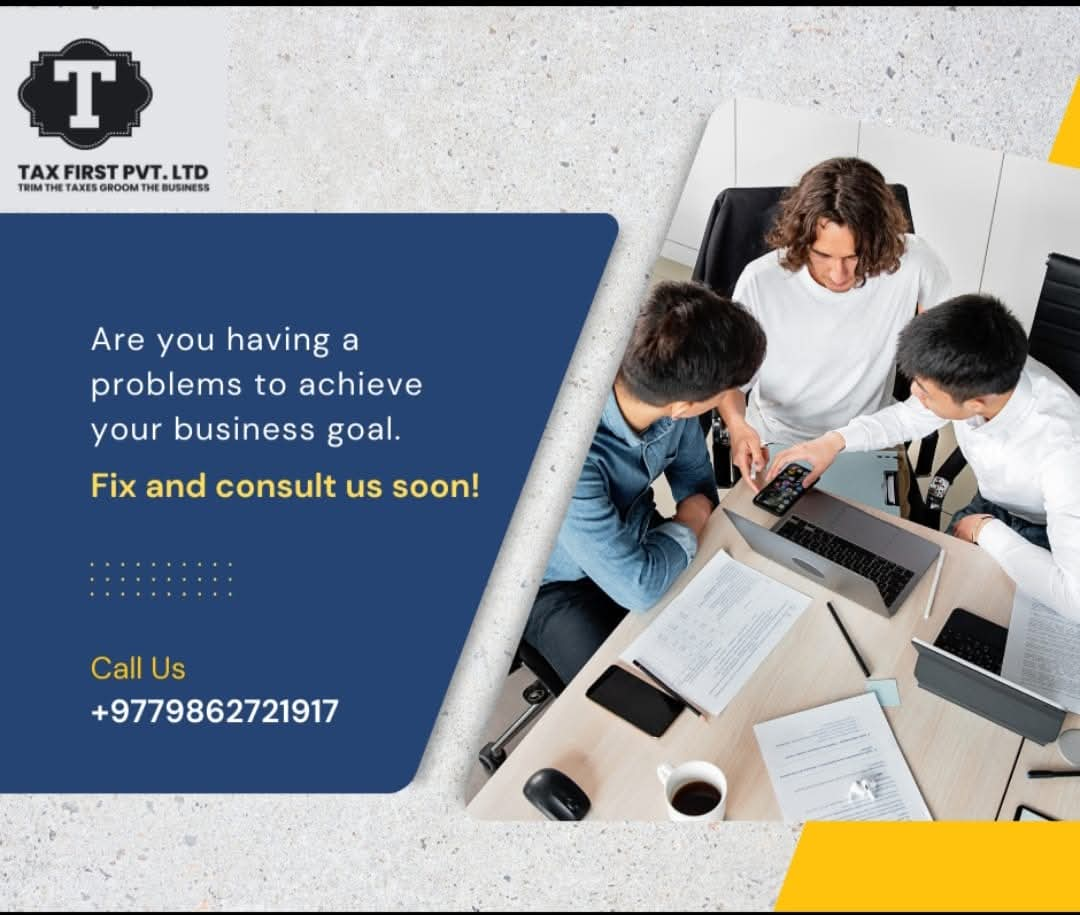 T
TAX FIRST PVT. LTD
TRIM THE TAXES GROOM THE BUSINESS
Are you having a
problems to achieve
your business goal.
Fix and consult us soon!
Call Us
+9779862721917